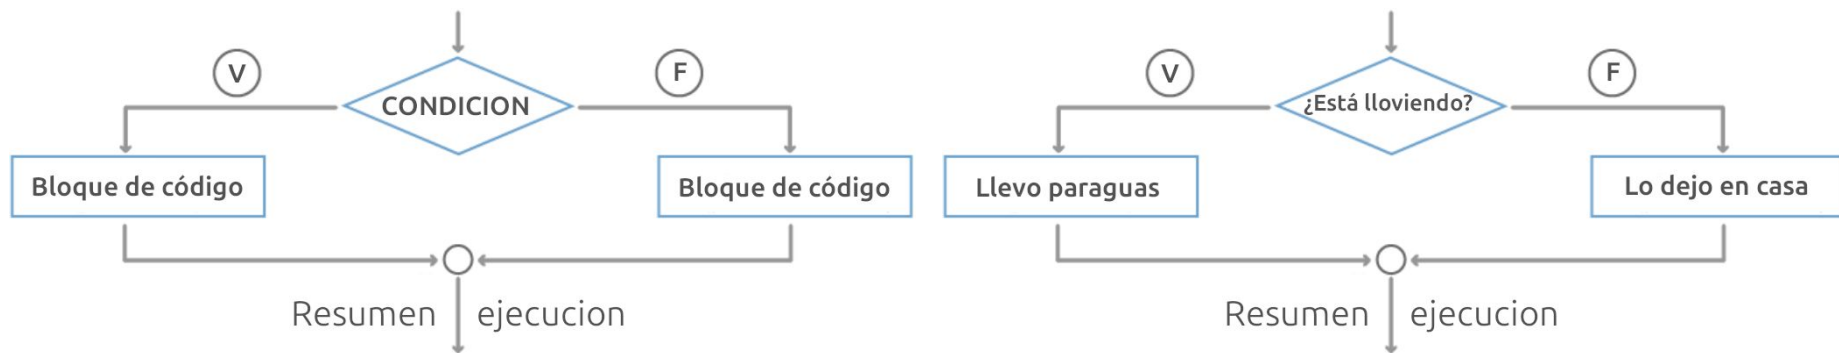 V
F
CONDICION
Bloque de código
Bloque de código
Resumen ejecucion
V
F
¿Está lloviendo?
Llevo paraguas
Lo dejo en casa
Resumen ejecucion